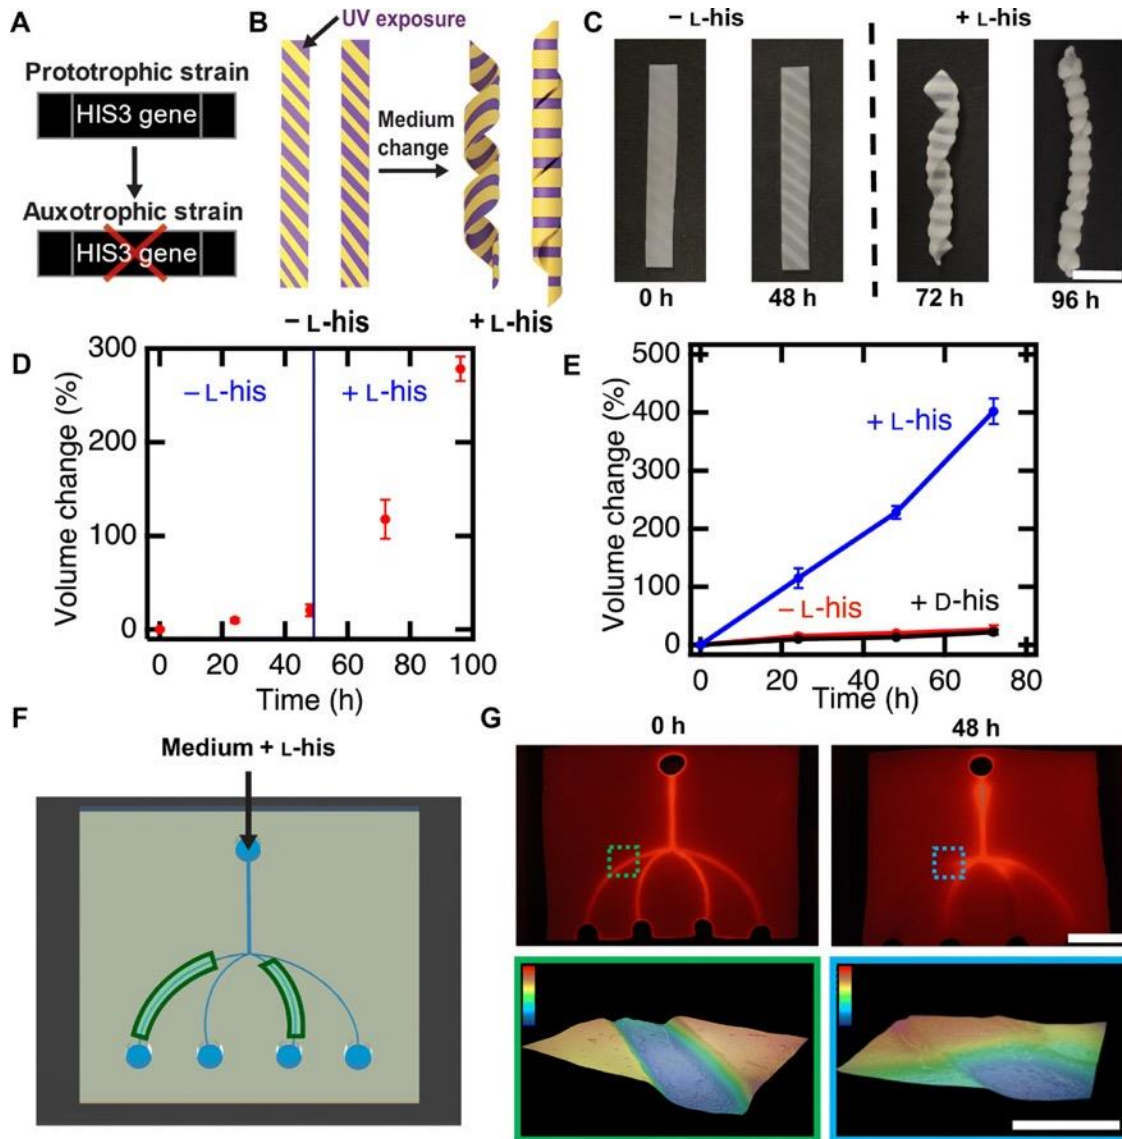 A
Prototrophic strain
HIS3 gene
Auxotrophic strain
HIS3 gene
B
UV exposure
Medium
change
C
– L-his
+ L-his
0 h
48 h
72 h
96 h
– L-his
+ L-his
D
Volume change (%)
300
200
100
0
– L-his
+ L-his
0
20
40
60
80
100
Time (h)
E
Volume change (%)
500
400
300
200
100
0
+ L-his
– L-his
+ D-his
0
20
40
60
80
Time (h)
F
Medium + L-his
G
0 h
48 h